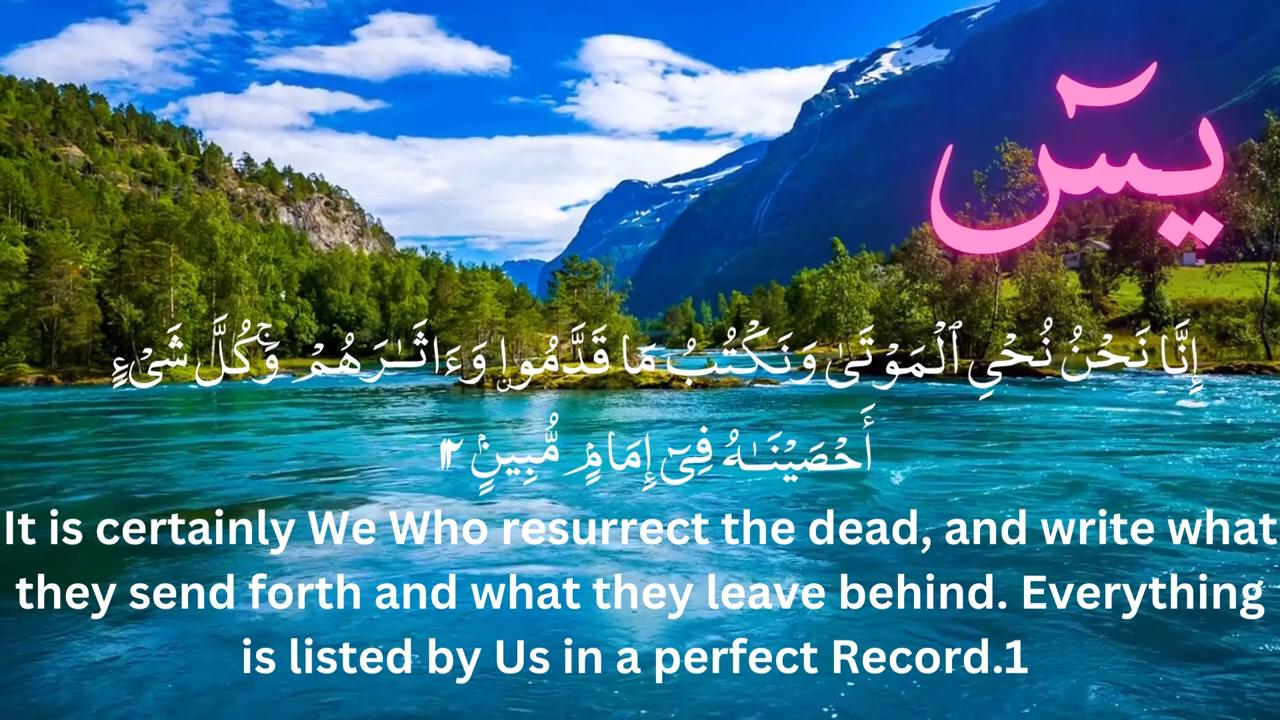 يسٓ
إِنَّا نَحْنُ نُحْىِ ٱلْمَوْتَىٰ وَنَكْتُبُ مَا قَدَّمُوا۟ وَءَاثَـٰرَهُمْ ۚ وَكُلَّ شَىْءٍ
أَحْصَيْنَـٰهُ فِىٓ إِمَامٍۢ مُّبِينٍۢ
It is certainly We Who resurrect the dead, and write what
they send forth and what they leave behind. Everything
is listed by Us in a perfect Record.1